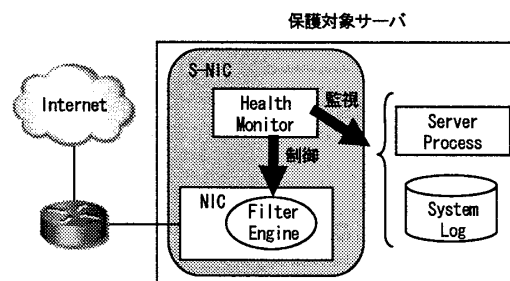 保護対象サーバ
S-NIC
Internet
Health
Monitor
監視
制御
Server
Process
System
Log
NIC
Filter
Engine